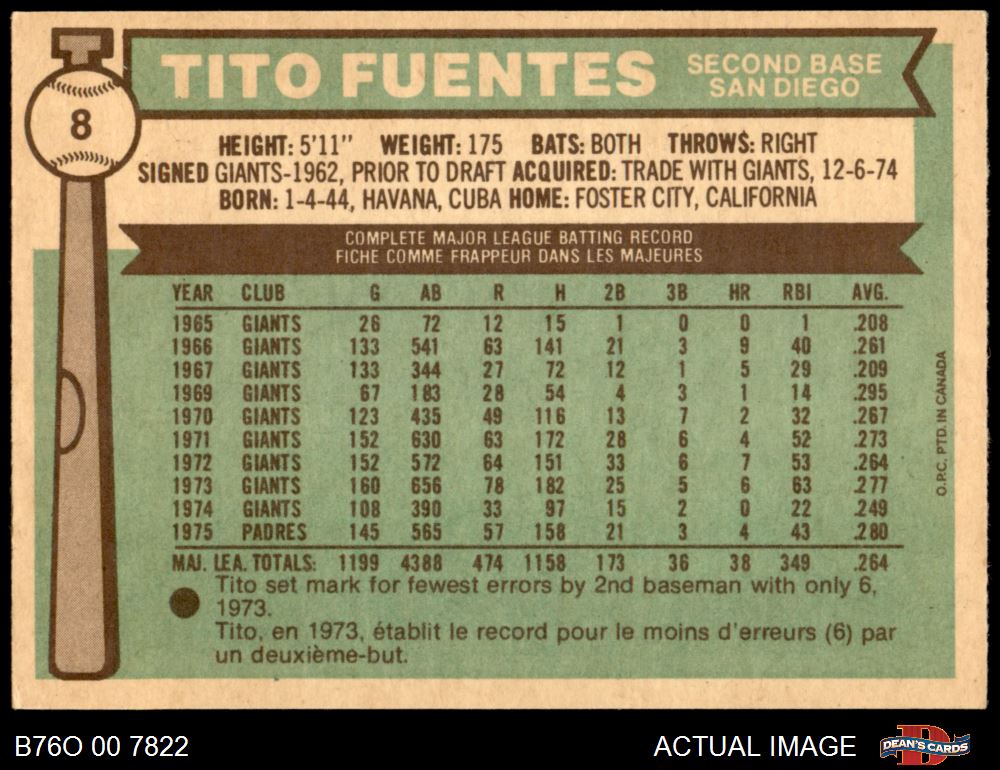 TITO FUENTES
SECOND BASE
SAN DIEGO
8
HEIGHT: 5'11" WEIGHT: 175 BATS: BOTH THROWS: RIGHT
SIGNED GIANTS-1962, PRIOR TO DRAFT ACQUIRED: TRADE WITH GIANTS, 12-6-74
BORN: 1-4-44, HAVANA, CUBA HOME: FOSTER CITY, CALIFORNIA
COMPLETE MAJOR LEAGUE BATTING RECORD
FICHE COMME FRAPPEUR DANS LES MAJEURES
YEAR CLUB G AB R H 2B 3B HR RBI AVG.
1965 GIANTS 26 72 12 15 1 0 0 1 .208
1966 GIANTS 133 541 63 141 21 3 9 40 .261
1967 GIANTS 133 344 27 72 12 1 5 29 .209
1969 GIANTS 67 183 28 54 4 3 1 14 .295
1970 GIANTS 123 435 49 116 13 7 2 32 .267
1971 GIANTS 152 630 63 172 28 6 4 52 .273
1972 GIANTS 152 572 64 151 33 6 7 53 .264
1973 GIANTS 160 656 78 182 25 5 6 63 .277
1974 GIANTS 108 390 33 97 15 2 0 22 .249
1975 PADRES 145 565 57 158 21 3 4 43 .280
MAJ. LEA. TOTALS: 1199 4388 474 1158 173 36 38 349 .264
Tito set mark for fewest errors by 2nd baseman with only 6,
1973.
Tito, en 1973, établit le record pour le moins d'erreurs (6) par
un deuxième-but.
O.P.C. PTD. IN CANADA
B76O 00 7822
ACTUAL IMAGE
D
DEAN'S CARDS